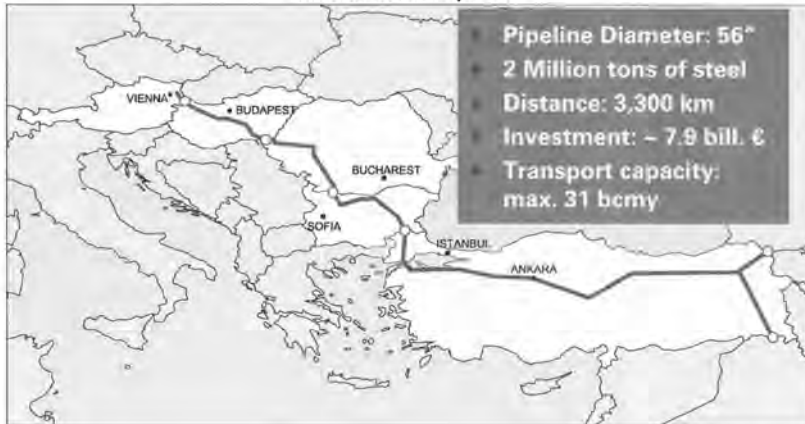 Pipeline Diameter: 56"
2 Million tons of steel
Distance: 3,300 km
Investment: ~ 7.9 bill. €
Transport capacity:
max. 31 bcmy
VIENNA
BUDAPEST
BUCHAREST
SOFIA
ISTANBUL
ANKARA